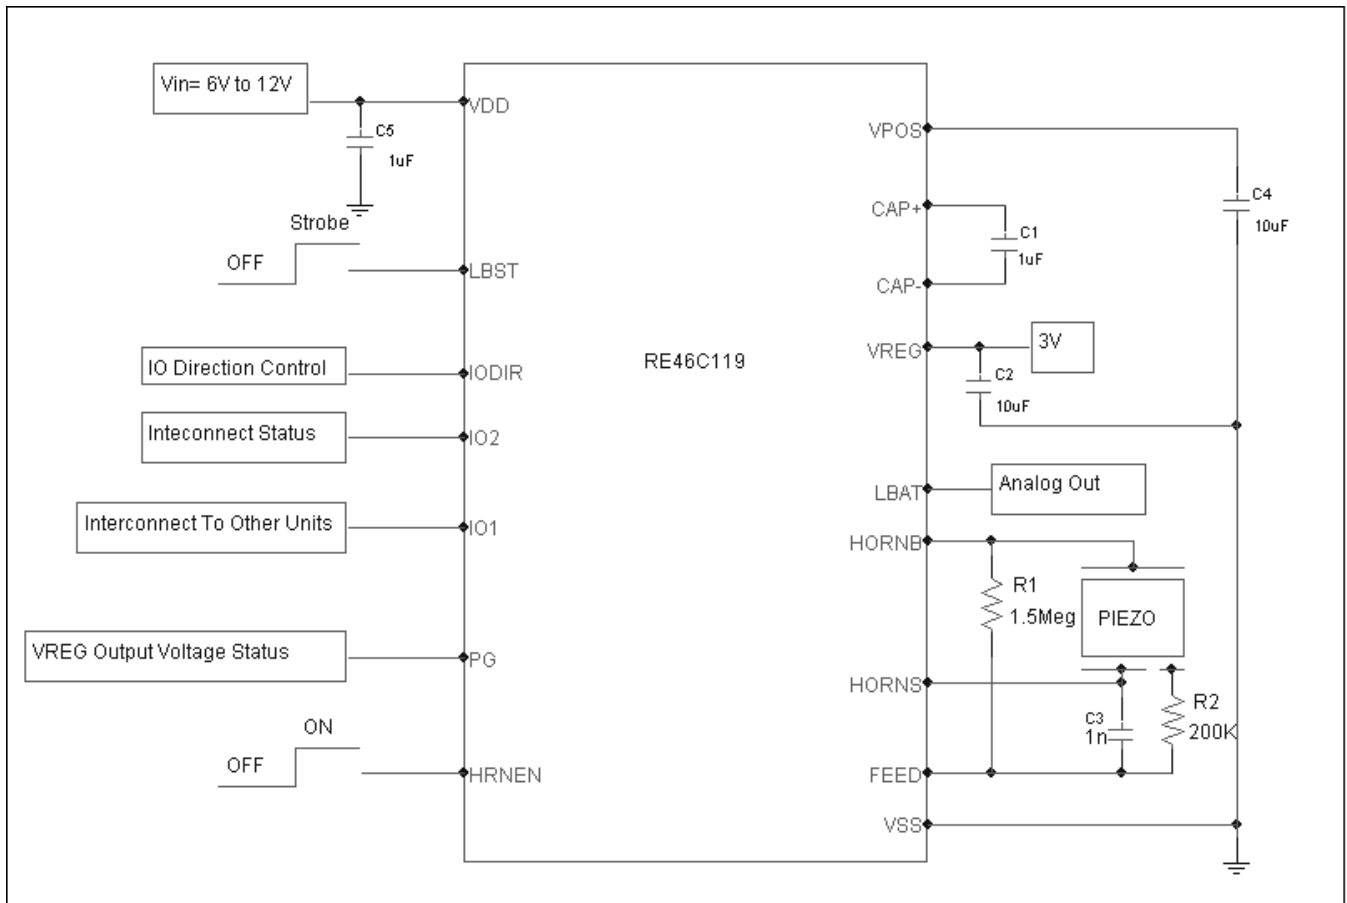 Vin= 6V to 12V
C5
1uF
VDD
Strobe
OFF
LBST
IO Direction Control
IODIR
Inteconnect Status
IO2
Interconnect To Other Units
IO1
VREG Output Voltage Status
PG
ON
OFF
HRNEN
RE46C119
VPOS
C4
10uF
CAP+
C1
1uF
CAP-
VREG
3V
C2
10uF
LBAT
Analog Out
HORNB
R1
1.5Meg
PIEZO
HORNS
C3
1n
R2
200K
FEED
VSS